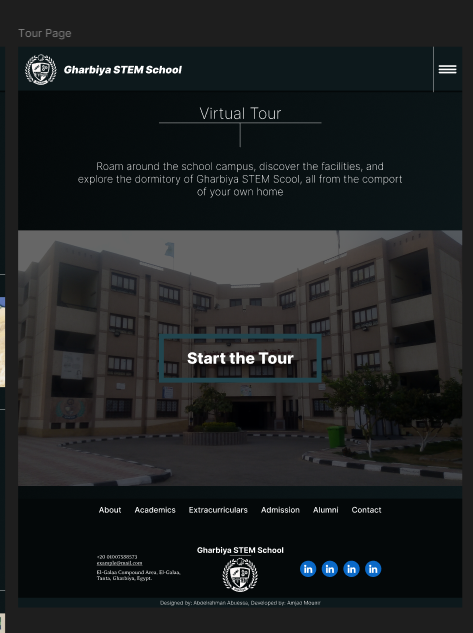 Tour Page
Gharbiya STEM School
Virtual Tour
Roam around the school campus, discover the facilities, and
explore the dormitory of Gharbiya STEM Scool, all from the comport
of your own home
Start the Tour
About Academics Extracurriculars Admission Alumni Contact
Gharbiya STEM School
+20 01007588573
example@mail.com
El-Galaa Compound Area, El-Galaa,
Tanta, Gharbiya, Egypt.
in in in in
Designed by: Abdelrehman Abuessa, Developed by: Amjad Mounir